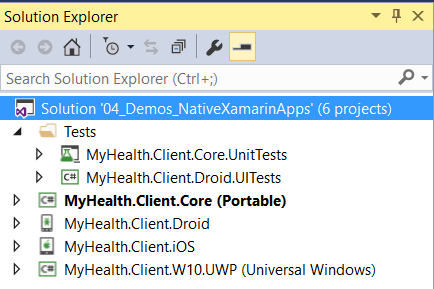 Solution Explorer
Search Solution Explorer (Ctrl+;)
Solution '04_Demos_NativeXamarinApps' (6 projects)
Tests
MyHealth.Client.Core.UnitTests
C# MyHealth.Client.Droid.UITests
C# MyHealth.Client.Core (Portable)
MyHealth.Client.Droid
MyHealth.Client.iOS
C# MyHealth.Client.W10.UWP (Universal Windows)